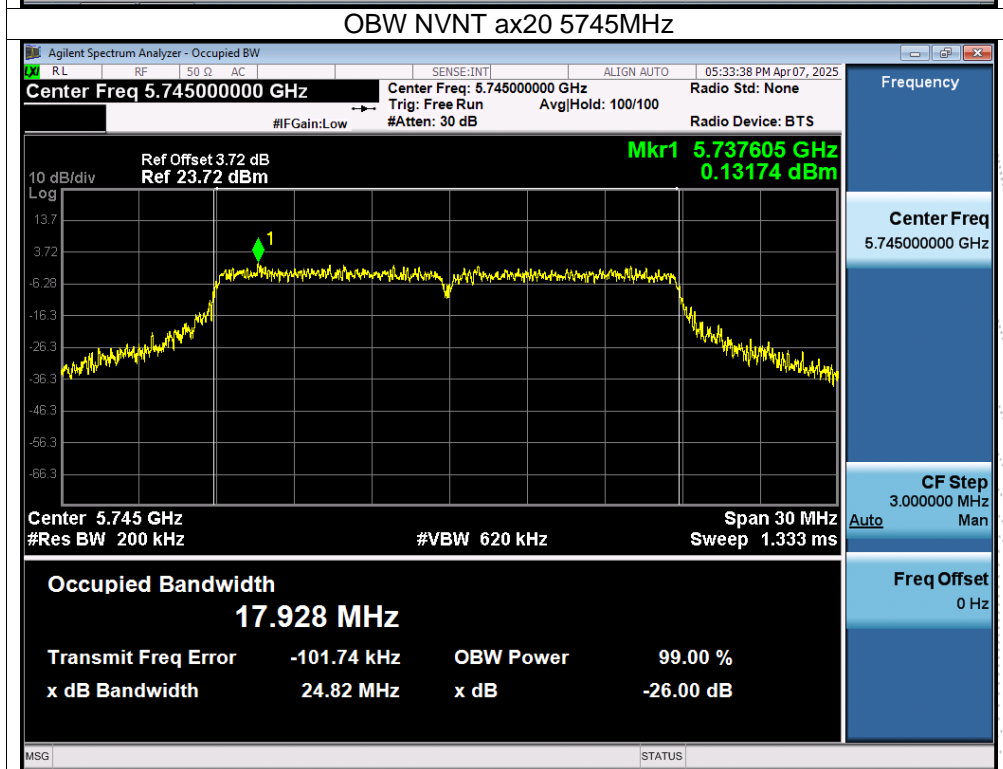 OBW NVNT ax20 5745MHz
Agilent Spectrum Analyzer - Occupied BW
LXI RL RF 50 Ω AC SENSE:INT ALIGN AUTO 05:33:38 PM Apr 07, 2025
Center Freq 5.745000000 GHz
Center Freq: 5.745000000 GHz
Radio Std: None
Trig: Free Run Avg|Hold: 100/100
#IFGain:Low #Atten: 30 dB Radio Device: BTS
Mkr1 5.737605 GHz
0.13174 dBm
Ref Offset 3.72 dB
10 dB/div Ref 23.72 dBm
Log
13.7
3.72
-6.28
-16.3
-26.3
-36.3
-46.3
-56.3
-66.3
1
Center 5.745 GHz Span 30 MHz
#Res BW 200 kHz #VBW 620 kHz Sweep 1.333 ms
Occupied Bandwidth
17.928 MHz
Transmit Freq Error -101.74 kHz OBW Power 99.00 %
x dB Bandwidth 24.82 MHz x dB -26.00 dB
Frequency
Center Freq
5.745000000 GHz
CF Step
3.000000 MHz
Auto Man
Freq Offset
0 Hz
MSG STATUS